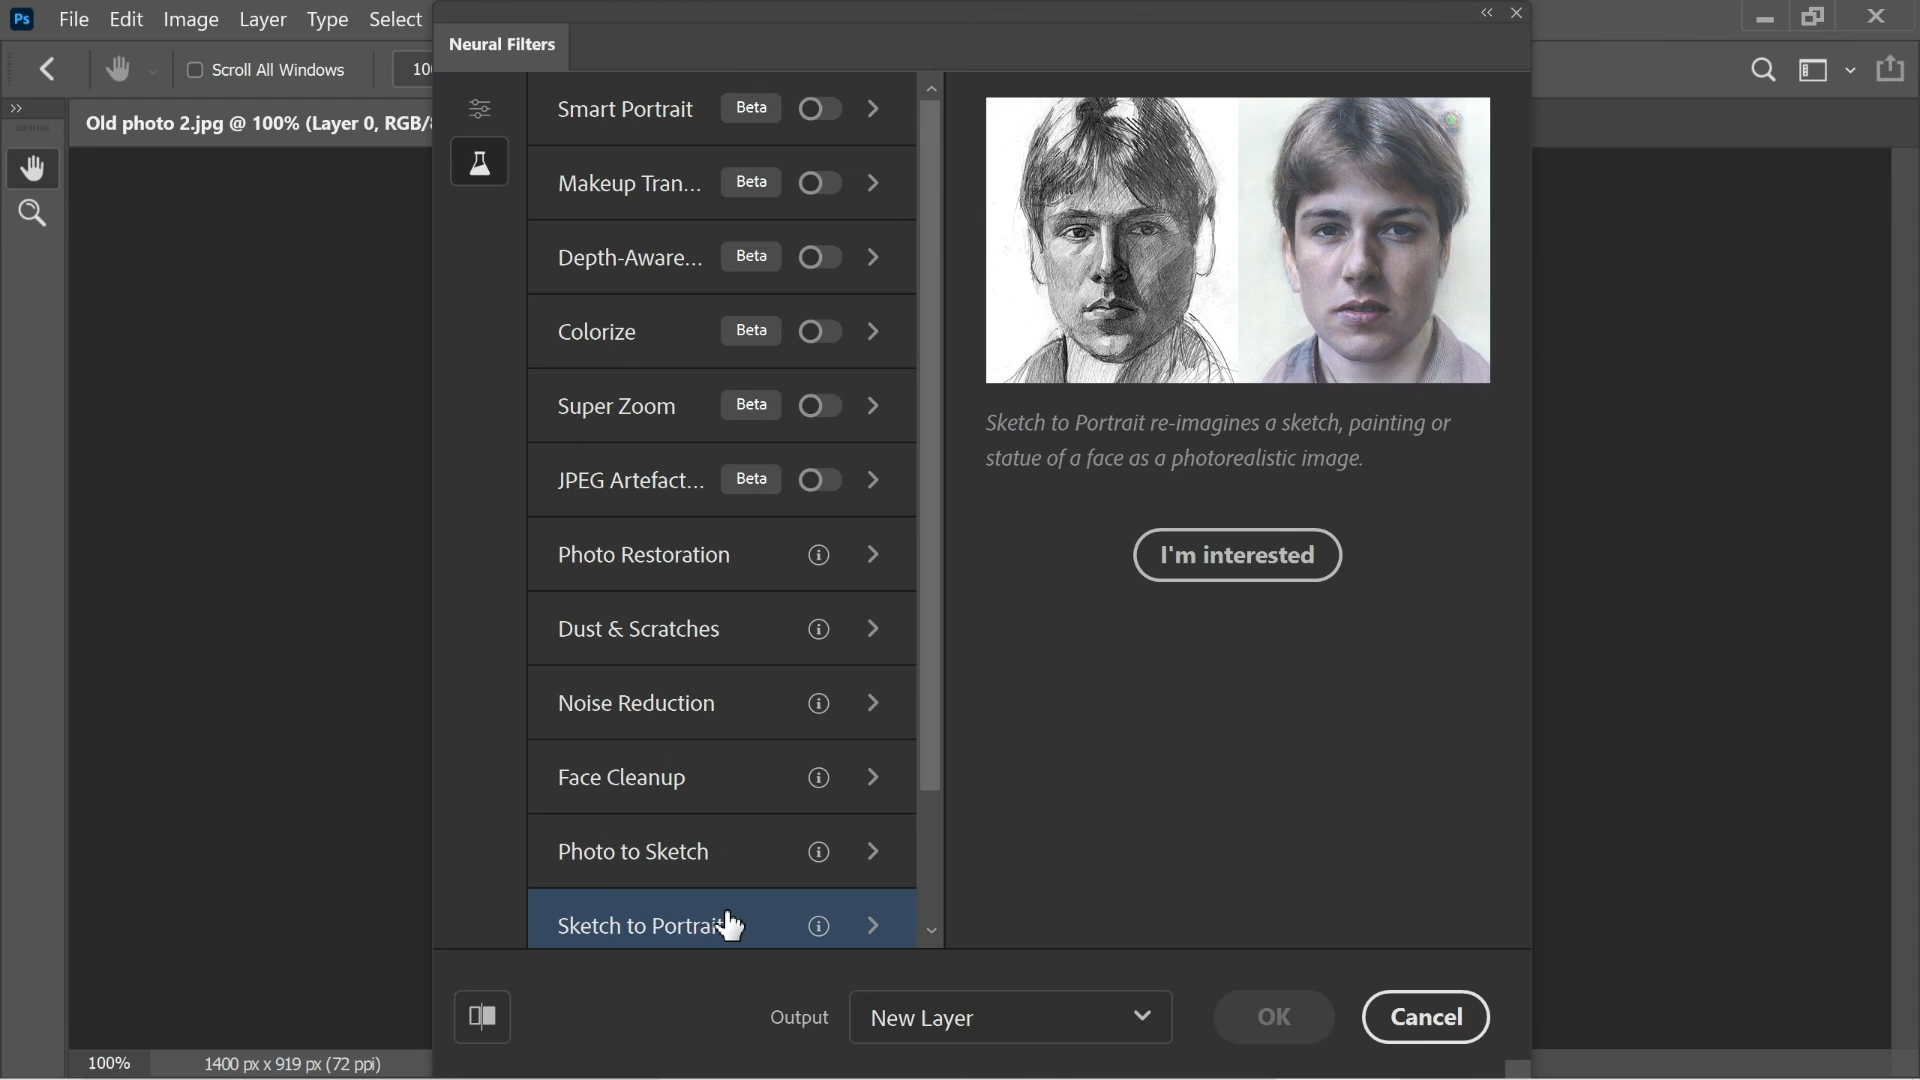 Ps File Edit Image Layer Type Select
Neural Filters
Scroll All Windows 10
Old photo 2.jpg @ 100% (Layer 0, RGB/8
Smart Portrait Beta
Makeup Tran... Beta
Depth-Aware... Beta
Colorize Beta
Super Zoom Beta
JPEG Artefact... Beta
Photo Restoration
Dust & Scratches
Noise Reduction
Face Cleanup
Photo to Sketch
Sketch to Portrait
Sketch to Portrait re-imagines a sketch, painting or
statue of a face as a photorealistic image.
I'm interested
Output New Layer OK Cancel
100% 1400 px x 919 px (72 ppi)